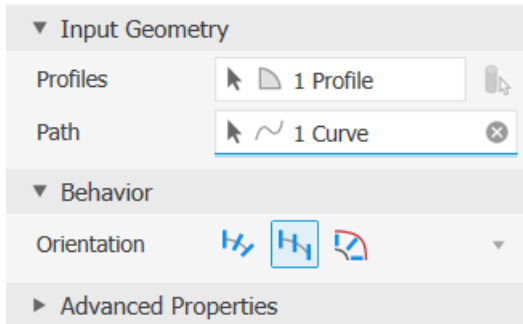 Input Geometry
Profiles 1 Profile
Path 1 Curve
Behavior
Orientation
Advanced Properties